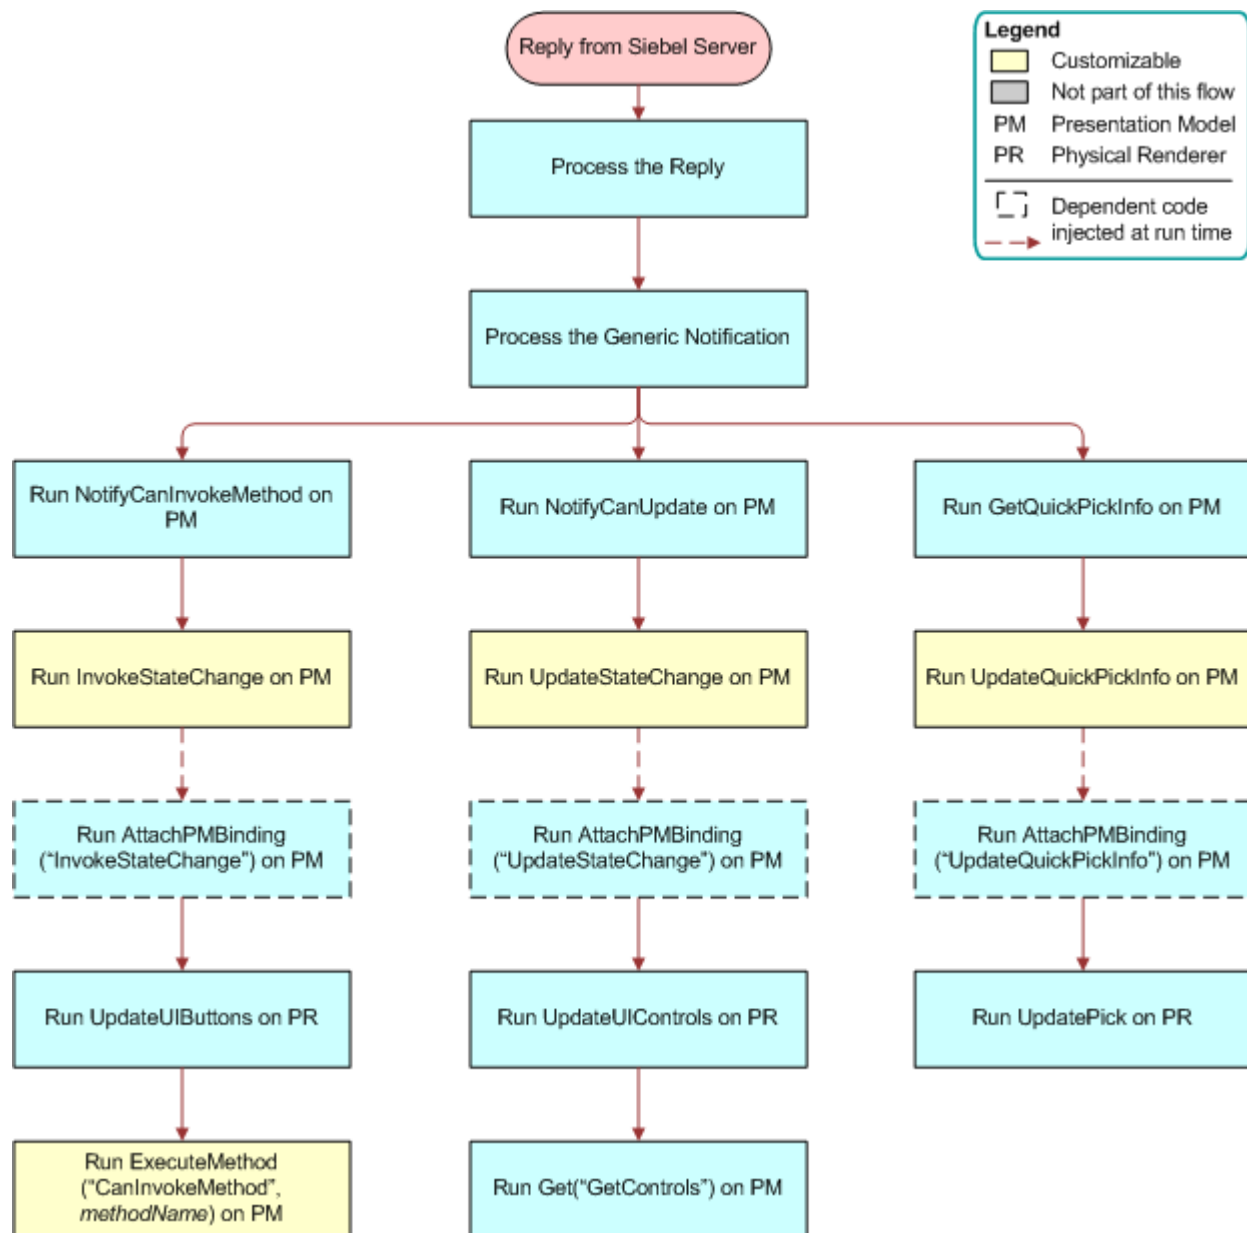 Reply from Siebel Server
Legend
Customizable
Not part of this flow
PM Presentation Model
PR Physical Renderer
Dependent code
injected at run time
Process the Reply
Process the Generic Notification
Run NotifyCanInvokeMethod on
PM
Run NotifyCanUpdate on PM
Run GetQuickPickInfo on PM
Run InvokeStateChange on PM
Run UpdateStateChange on PM
Run UpdateQuickPickInfo on PM
Run AttachPMBinding
(“InvokeStateChange”) on PM
Run AttachPMBinding
(“UpdateStateChange”) on PM
Run AttachPMBinding
(“UpdateQuickPickInfo”) on PM
Run UpdateUIButtons on PR
Run UpdateUIControls on PR
Run UpdatePick on PR
Run ExecuteMethod
(“CanInvokeMethod”,
methodName) on PM
Run Get(“GetControls”) on PM